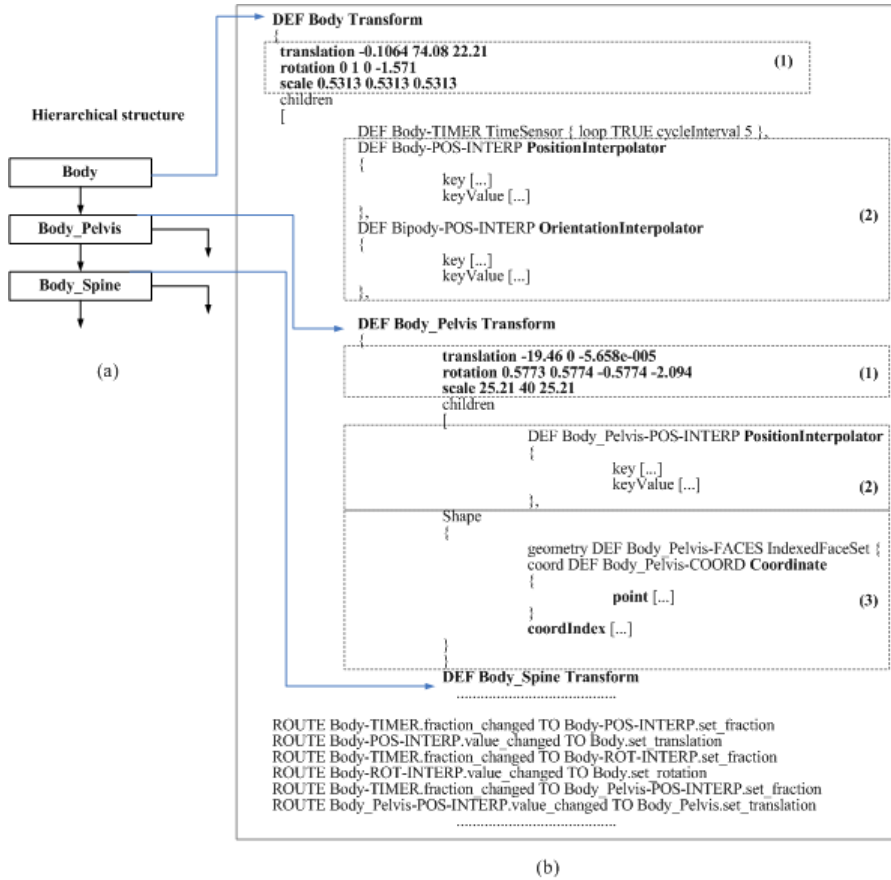 Hierarchical structure
Body
Body_Pelvis
Body_Spine
(a)
DEF Body Transform
{
translation -0.1064 74.08 22.21
rotation 0 1 0 -1.571
scale 0.5313 0.5313 0.5313
(1)
children
[
DEF Body-TIMER TimeSensor { loop TRUE cycleInterval 5 },
DEF Body-POS-INTERP PositionInterpolator
{
key [...]
keyValue [...]
},
(2)
DEF Bipody-POS-INTERP OrientationInterpolator
{
key [...]
keyValue [...]
},
DEF Body_Pelvis Transform
{
translation -19.46 0 -5.658e-005
rotation 0.5773 0.5774 -0.5774 -2.094
(1)
scale 25.21 40 25.21
children
[
DEF Body_Pelvis-POS-INTERP PositionInterpolator
{
key [...]
keyValue [...]
(2)
},
Shape
{
geometry DEF Body_Pelvis-FACES IndexedFaceSet {
coord DEF Body_Pelvis-COORD Coordinate
{
point [...]
(3)
}
coordIndex [...]
}
}
DEF Body_Spine Transform
........................................
ROUTE Body-TIMER.fraction_changed TO Body-POS-INTERP.set_fraction
ROUTE Body-POS-INTERP.value_changed TO Body.set_translation
ROUTE Body-TIMER.fraction_changed TO Body-ROT-INTERP.set_fraction
ROUTE Body-ROT-INTERP.value_changed TO Body.set_rotation
ROUTE Body-TIMER.fraction_changed TO Body_Pelvis-POS-INTERP.set_fraction
ROUTE Body_Pelvis-POS-INTERP.value_changed TO Body_Pelvis.set_translation
........................................
(b)